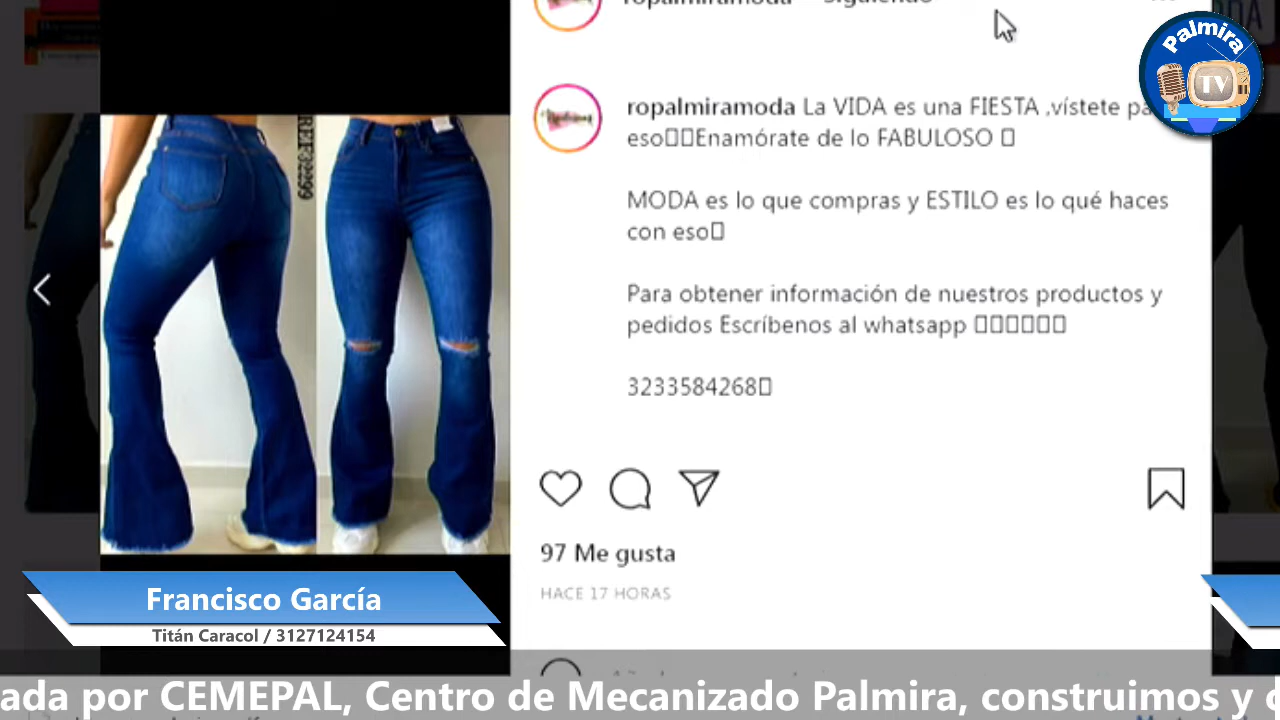 ropalmiramoda
Siguiendo
Palmira
TV
ropalmiramoda La VIDA es una FIESTA ,vístete
eso Enamórate de lo FABULOSO
MODA es lo que compras y ESTILO es lo qué haces
con eso
Para obtener información de nuestros productos y
pedidos Escríbenos al whatsapp
3233584268
97 Me gusta
HACE 17 HORAS
Francisco García
Titán Caracol / 3127124154
ada por CEMEPAL, Centro de Mecanizado Palmira, construimos y